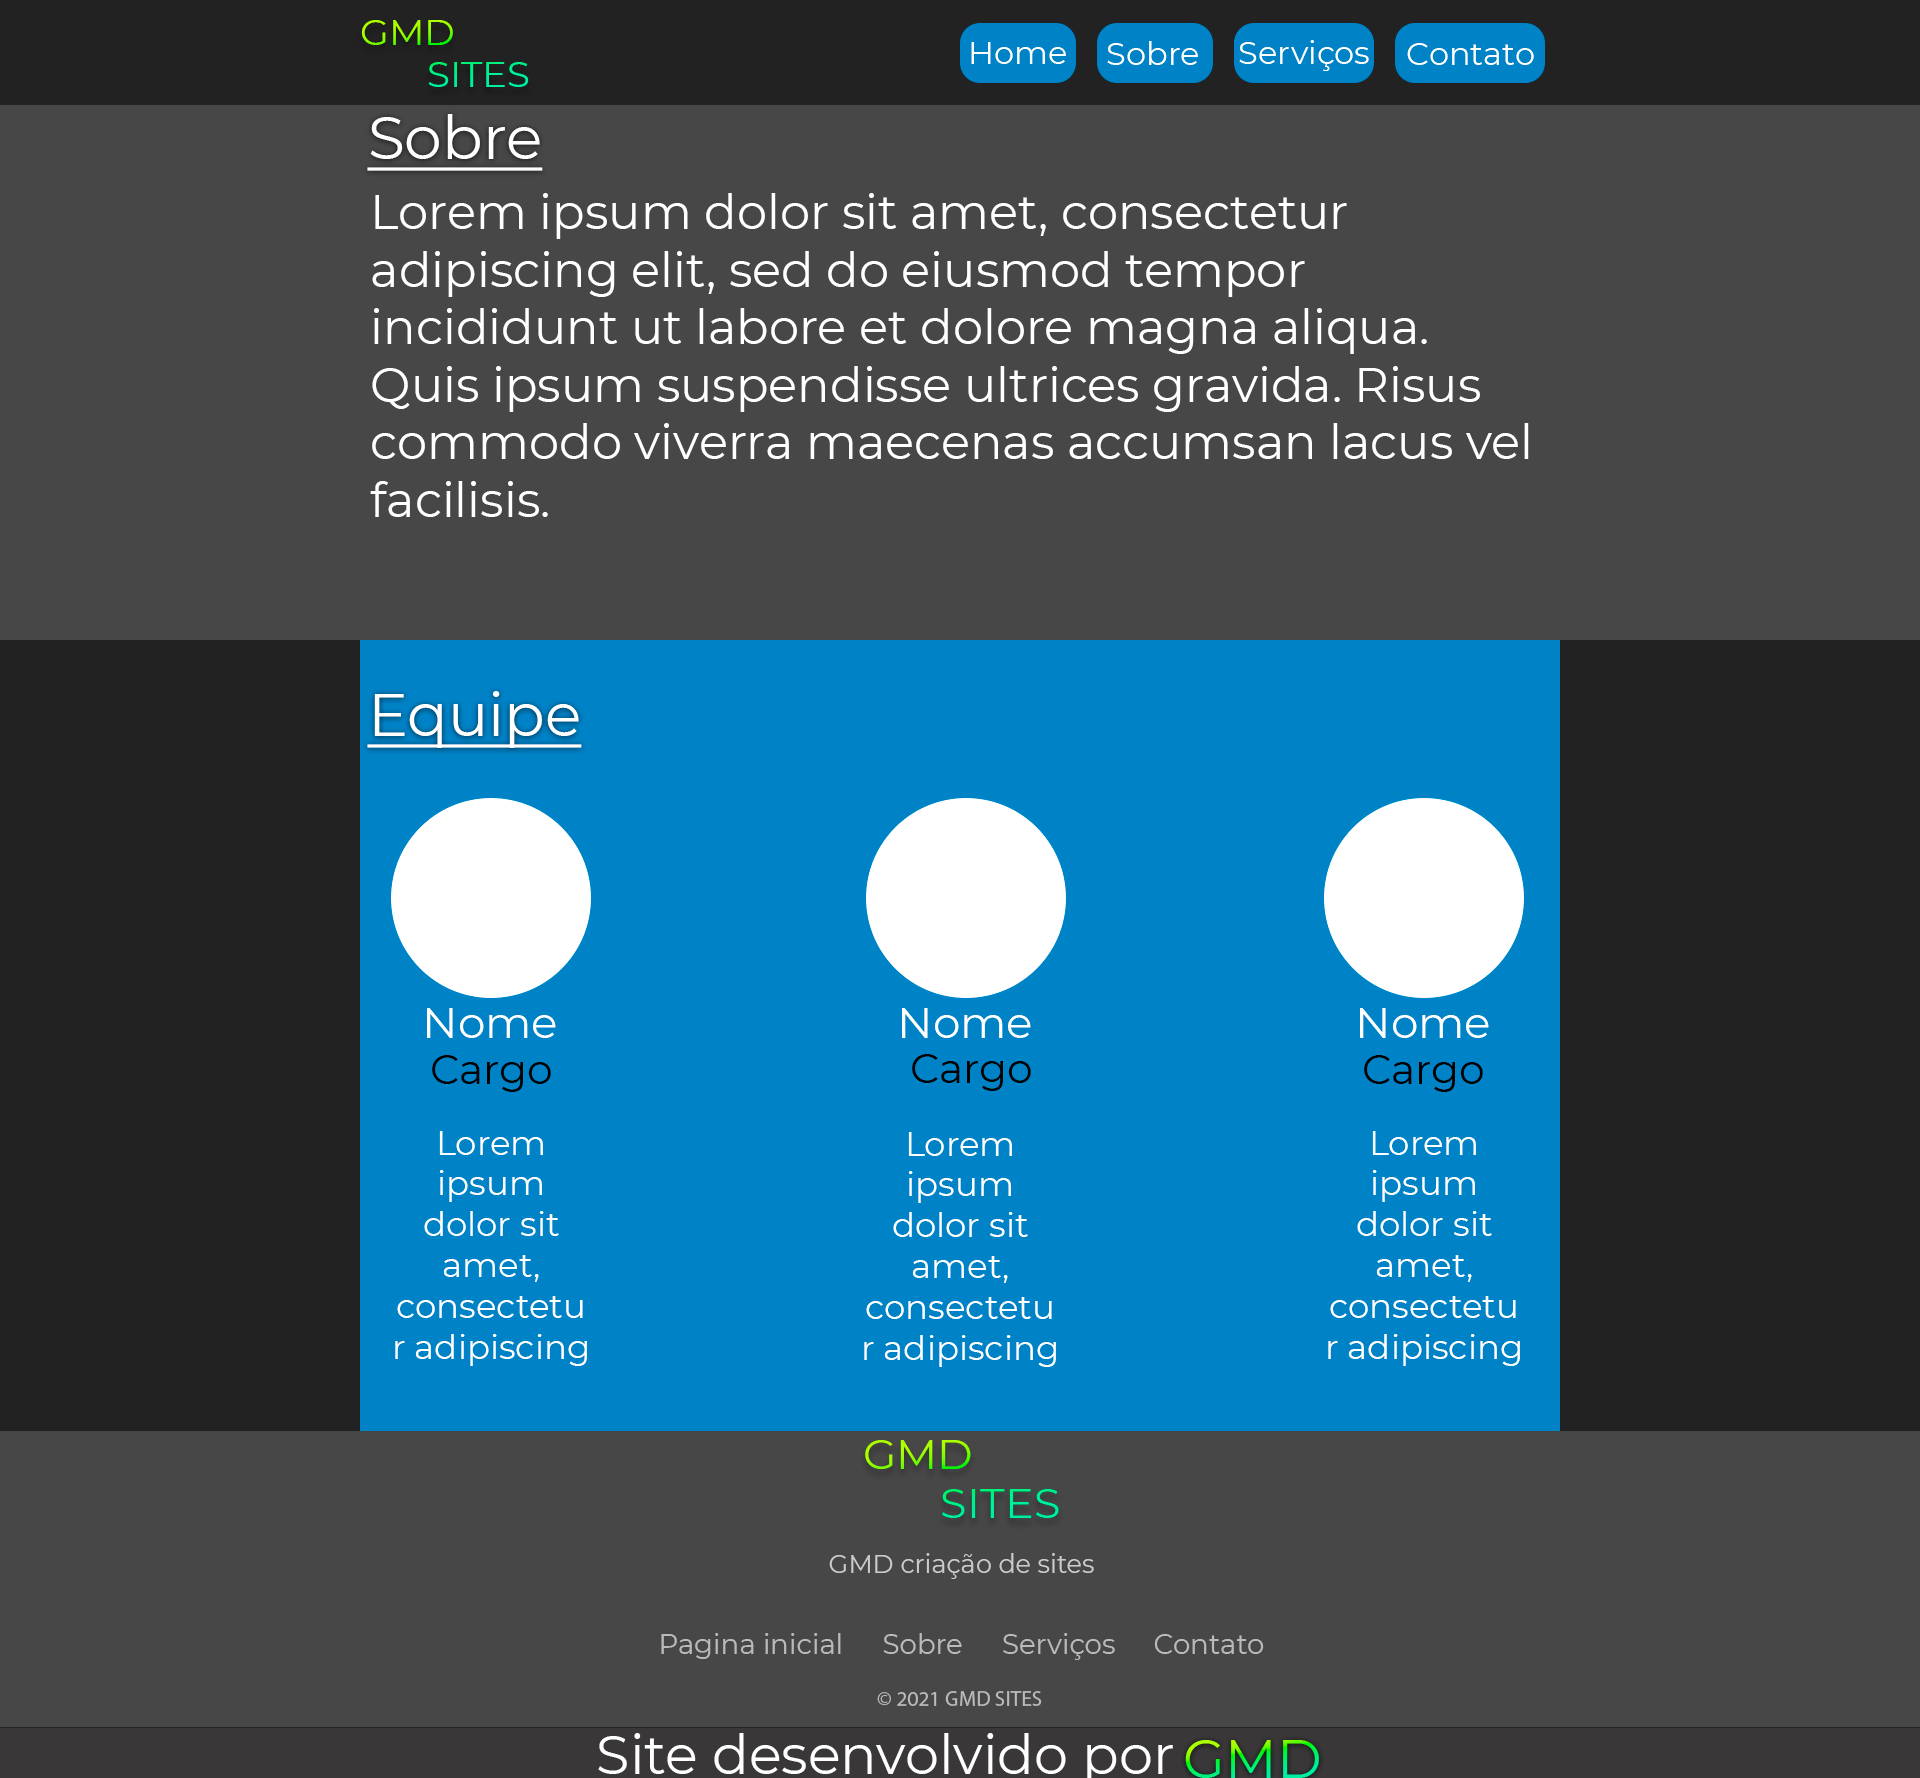 GMD
SITES
Home Sobre Serviços Contato
Sobre
Lorem ipsum dolor sit amet, consectetur
adipiscing elit, sed do eiusmod tempor
incididunt ut labore et dolore magna aliqua.
Quis ipsum suspendisse ultrices gravida. Risus
commodo viverra maecenas accumsan lacus vel
facilisis.
Equipe
Nome
Cargo
Lorem
ipsum
dolor sit
amet,
consectetu
r adipiscing
Nome
Cargo
Lorem
ipsum
dolor sit
amet,
consectetu
r adipiscing
Nome
Cargo
Lorem
ipsum
dolor sit
amet,
consectetu
r adipiscing
GMD
SITES
GMD criação de sites
Pagina inicial Sobre Serviços Contato
© 2021 GMD SITES
Site desenvolvido por GMD